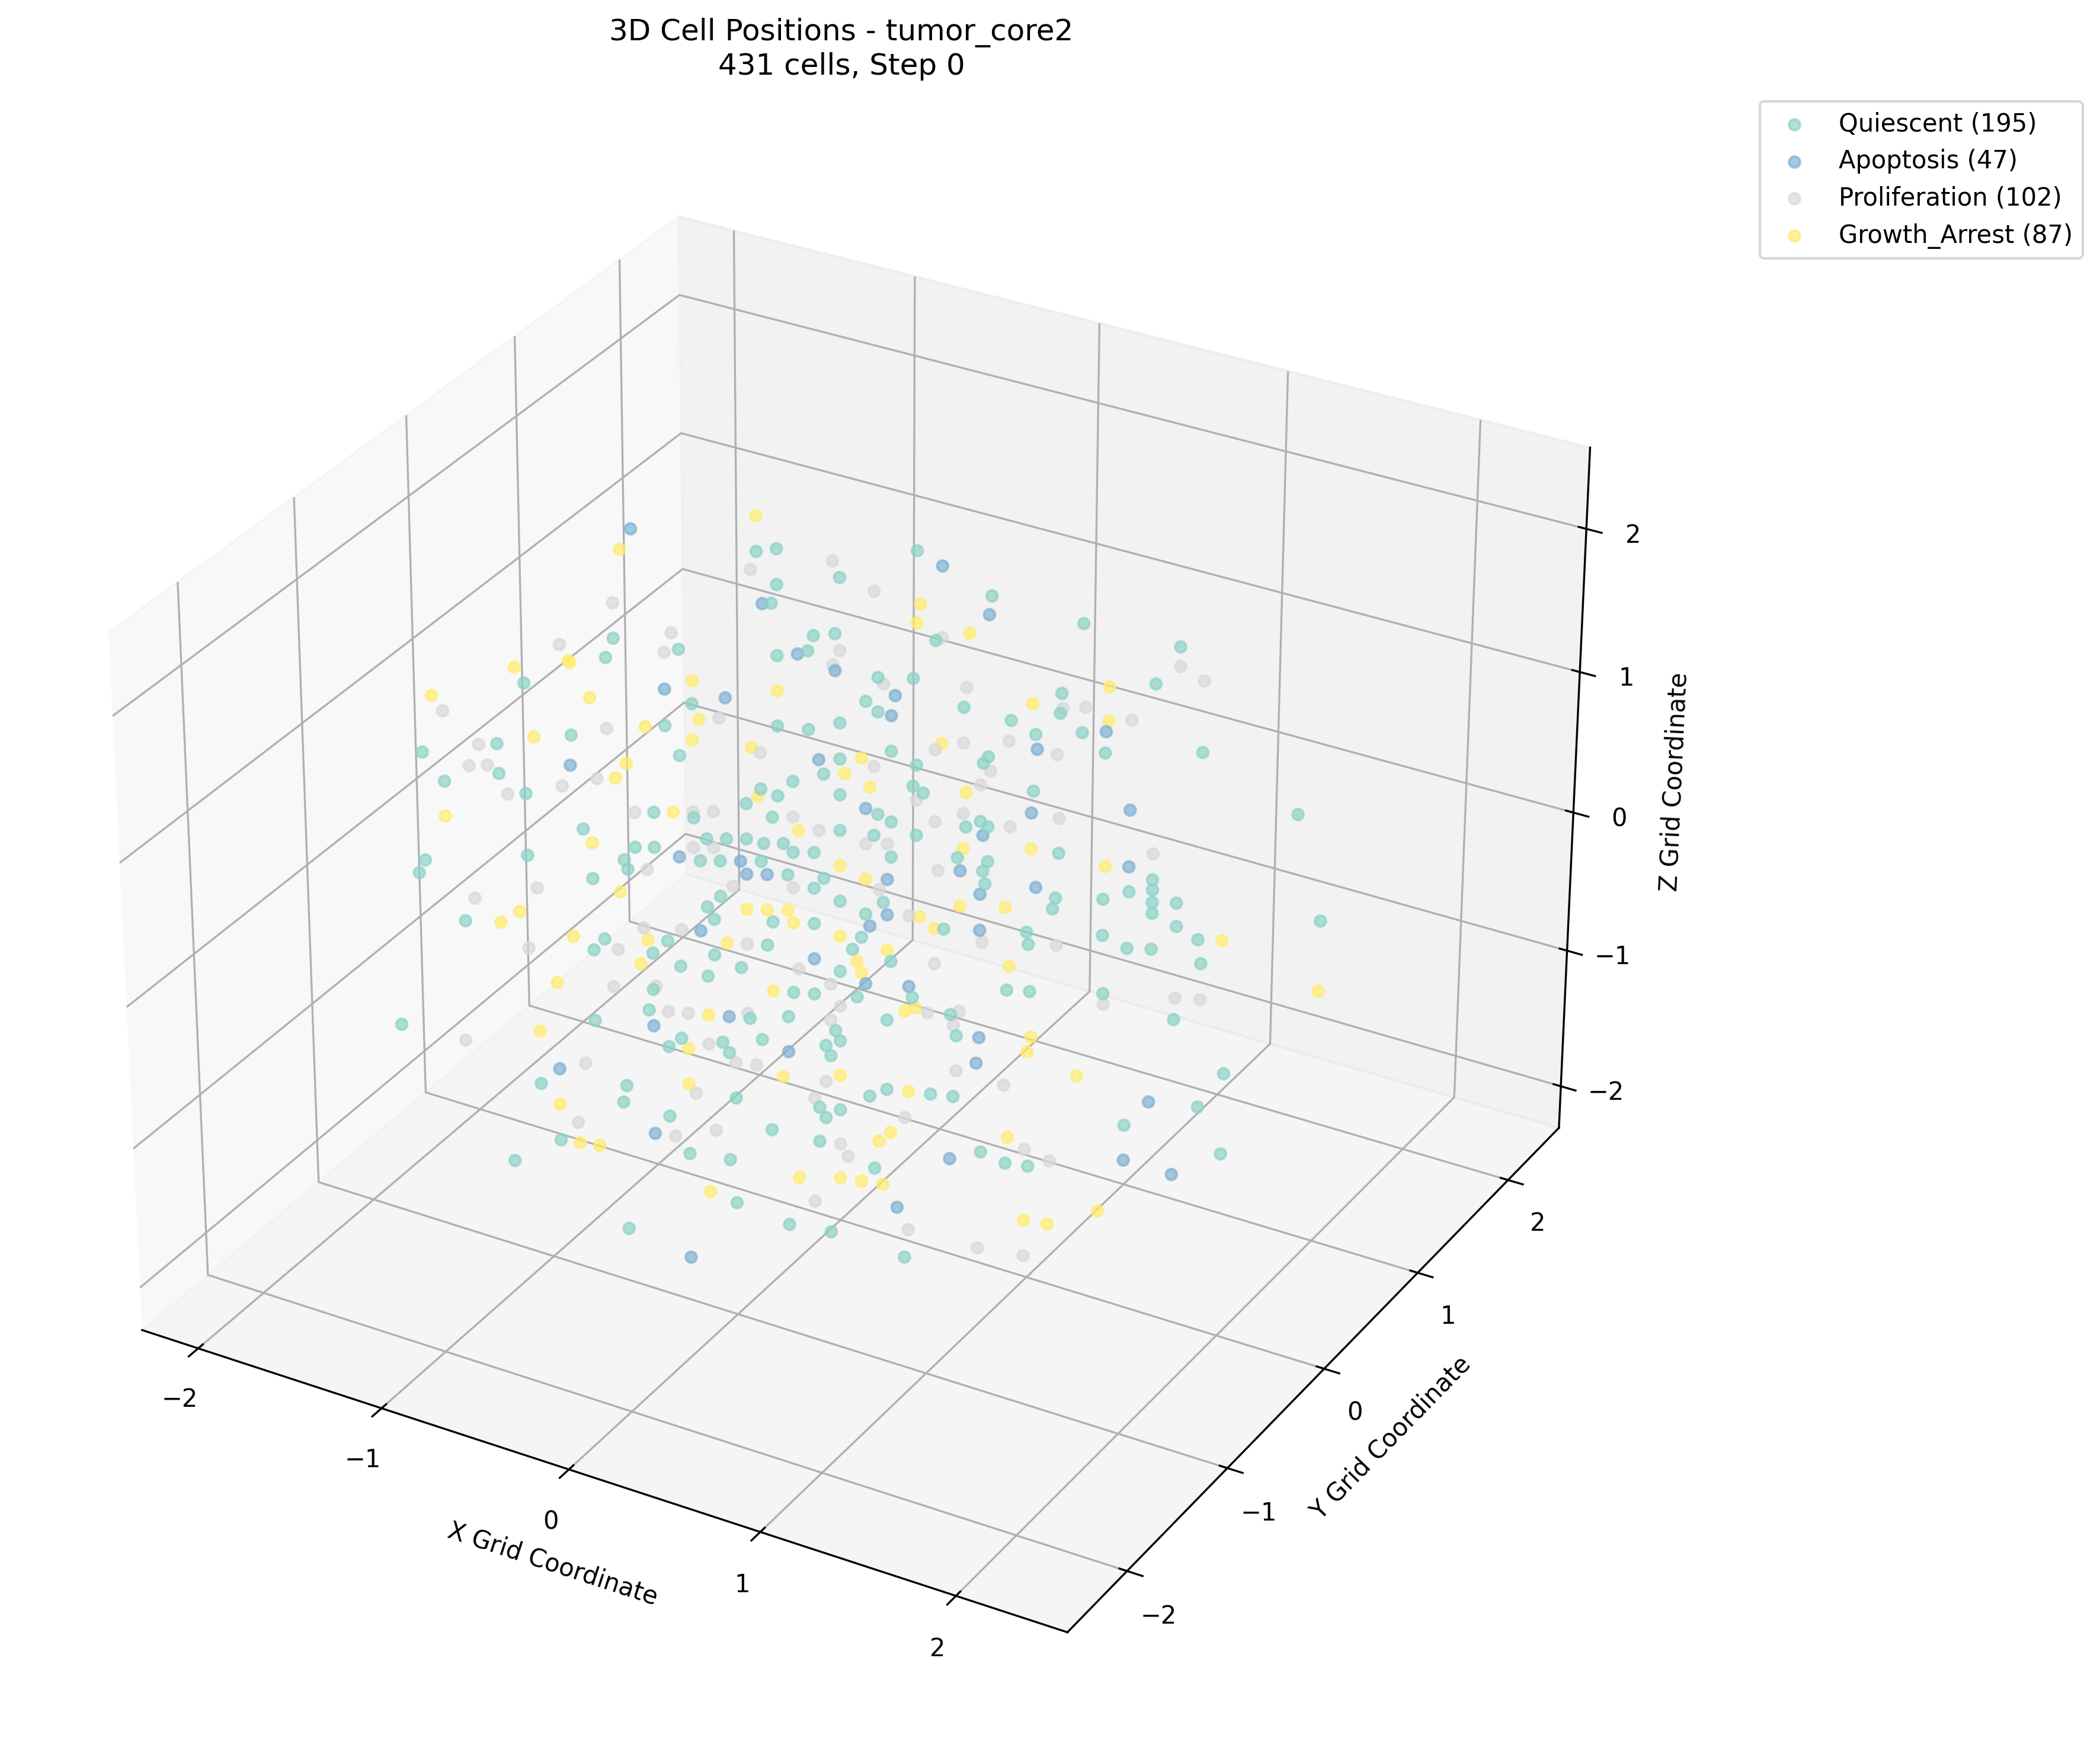 3D Cell Positions - tumor_core2
431 cells, Step 0
Quiescent (195)
Apoptosis (47)
Proliferation (102)
Growth_Arrest (87)
2
1
0
−1
−2
Z Grid Coordinate
2
1
0
−1
−2
Y Grid Coordinate
−2
−1
0
1
2
X Grid Coordinate